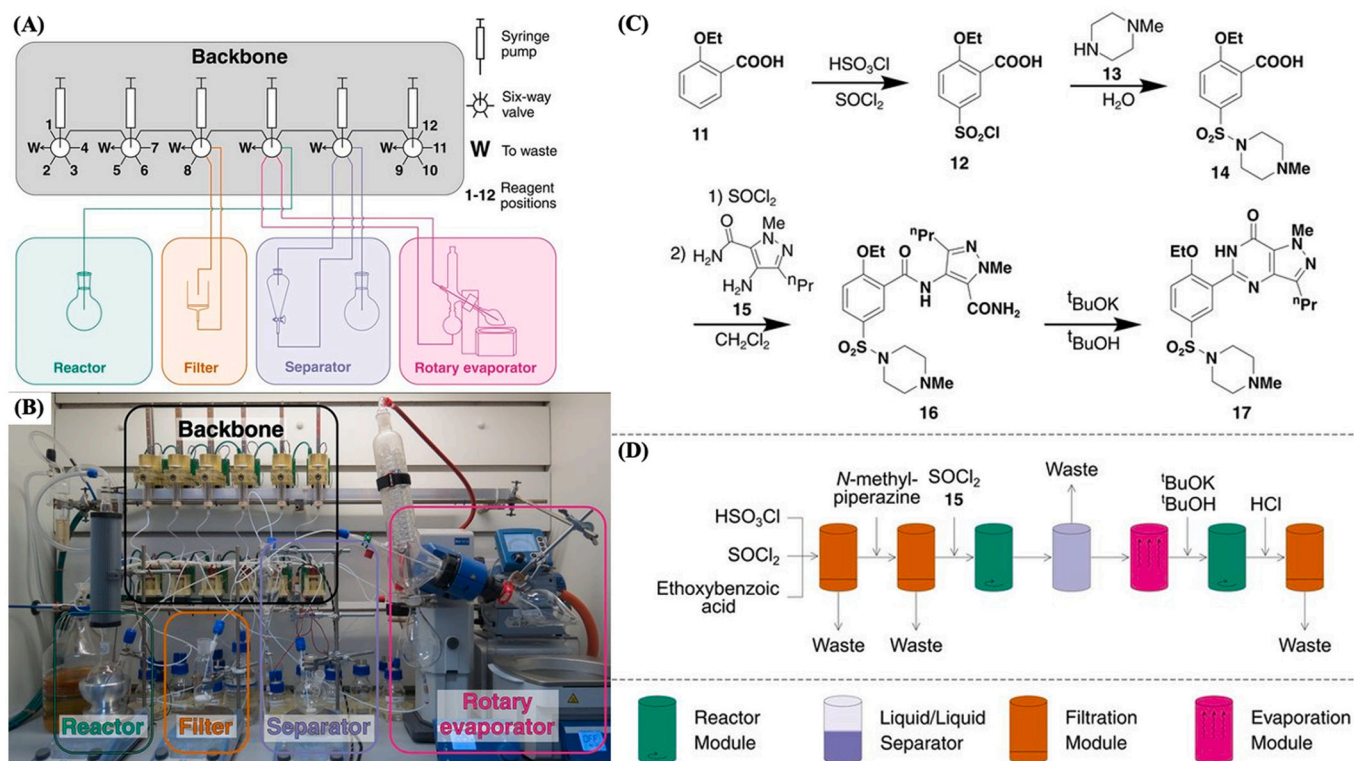 (A)
Backbone
Syringe
pump
Six-way
valve
W To waste
1-12 Reagent
positions
1 12
W 4 W 7 W W W W 11
2 3 5 6 8 9 10
Reactor
Filter
Separator
Rotary evaporator
(B)
Backbone
Reactor
Filter
Separator
Rotary
evaporator
OFF
(C)
OEt
COOH
11
HSO3Cl
SOCl2
OEt
COOH
SO2Cl
12
N-Me
HN
13
H2O
OEt
COOH
O2S
N
NMe
14
1) SOCl2
2)
O
Me
N
N
H2N
H2N
nPr
15
CH2Cl2
nPr
N
OEt
O
NMe
N
H
CONH2
O2S
N
NMe
16
tBuOK
tBuOH
O
Me
N
HN
N
EtO
N
nPr
O2S
N
NMe
17
(D)
HSO3Cl
SOCl2
Ethoxybenzoic
acid
N-methyl-
piperazine
SOCl2
15
Waste
tBuOK
tBuOH
HCl
Waste
Waste
Waste
Reactor
Module
Liquid/Liquid
Separator
Filtration
Module
Evaporation
Module